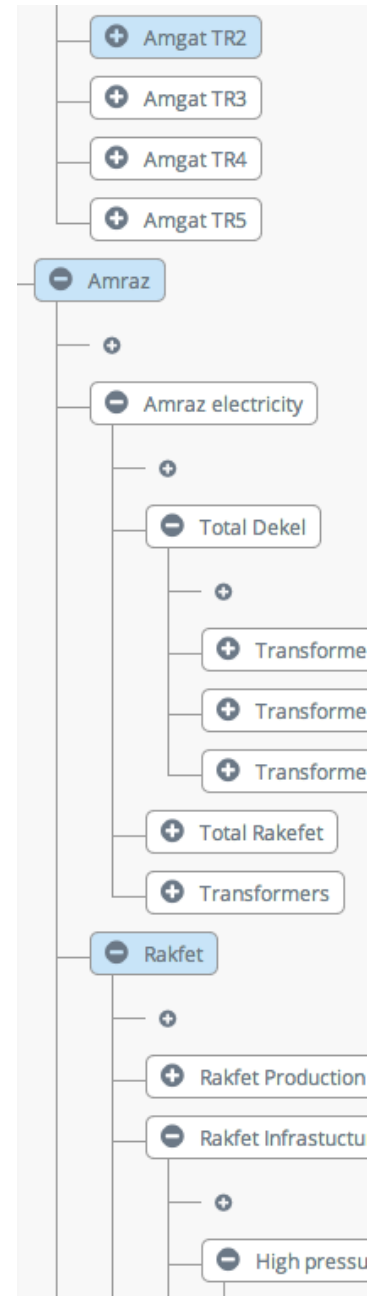 Amgat TR2
Amgat TR3
Amgat TR4
Amgat TR5
Amraz
Amraz electricity
Total Dekel
Transforme
Transforme
Transforme
Total Rakefet
Transformers
Rakfet
Rakfet Production
Rakfet Infrastuctu
High pressu